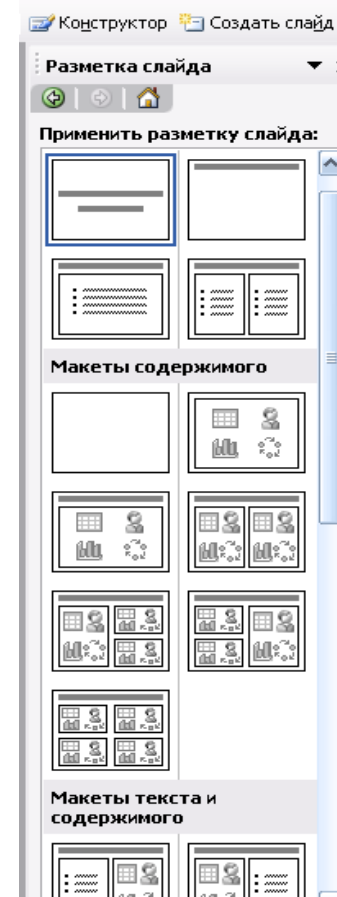 Конструктор Создать слайд
Разметка слайда
Применить разметку слайда:
Макеты содержимого
Макеты текста и
содержимого